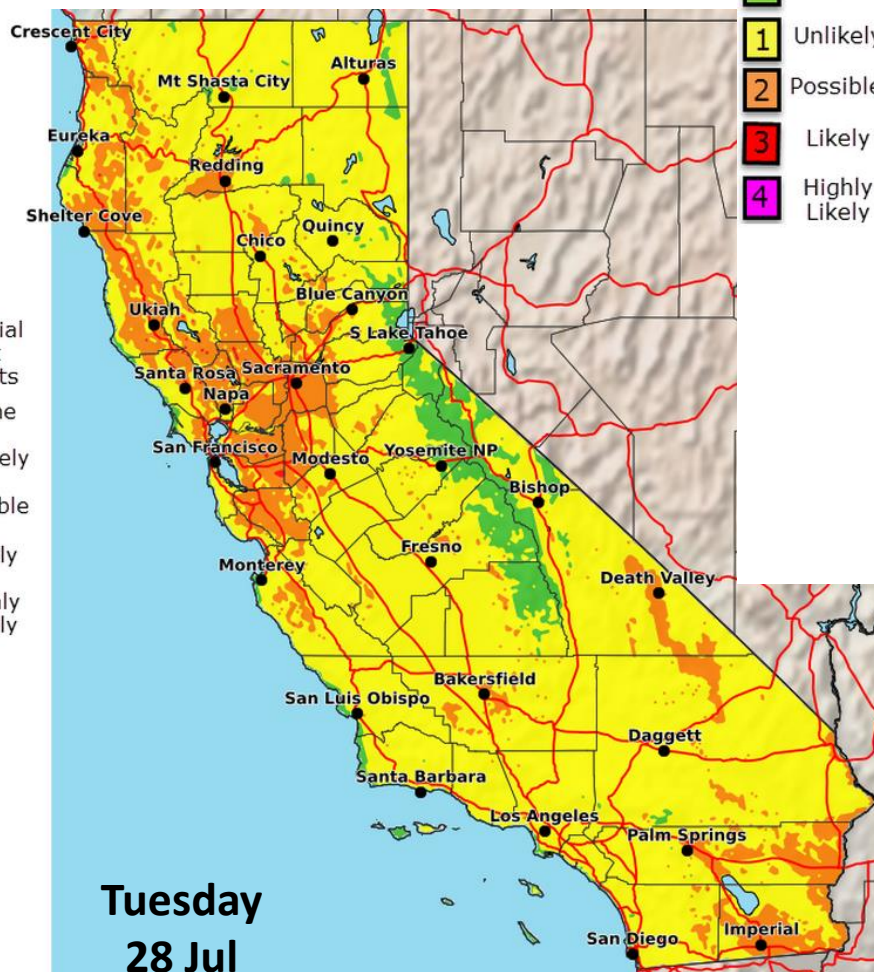 Crescent City
Mt Shasta City
Alturas
Eureka
Redding
Shelter Cove
Quincy
Chico
Blue Canyon
Ukiah
S Lake Tahoe
Santa Rosa
Sacramento
Napa
San Francisco
Modesto
Yosemite NP
Bishop
Fresno
Monterey
Death Valley
Bakersfield
San Luis Obispo
Daggett
Santa Barbara
Los Angeles
Palm Springs
Imperial
San Diego
Tuesday
28 Jul
1 Unlikely
2 Possible
3 Likely
4 Highly
Likely